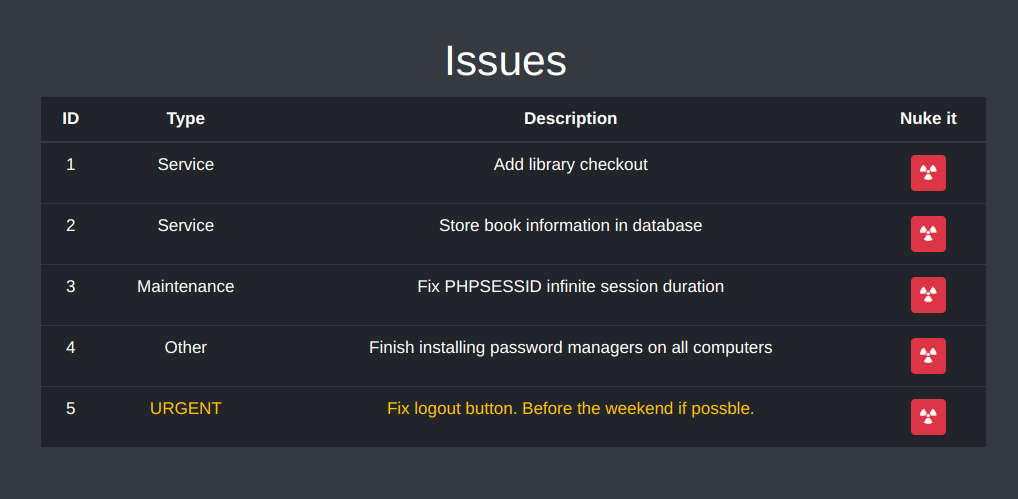 Issues
ID Type Description Nuke it
1 Service Add library checkout
2 Service Store book information in database
3 Maintenance Fix PHPSESSID infinite session duration
4 Other Finish installing password managers on all computers
5 URGENT Fix logout button. Before the weekend if possble.